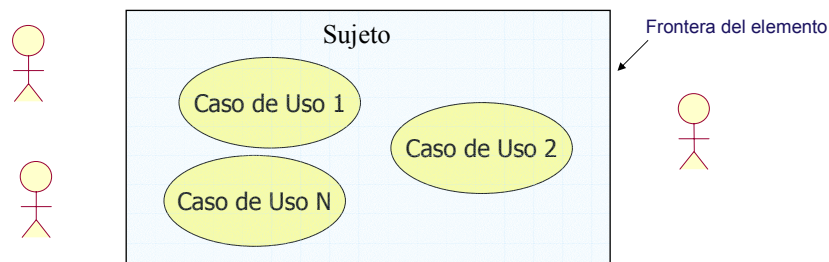 Sujeto
Frontera del elemento
Caso de Uso 1
Caso de Uso 2
Caso de Uso N